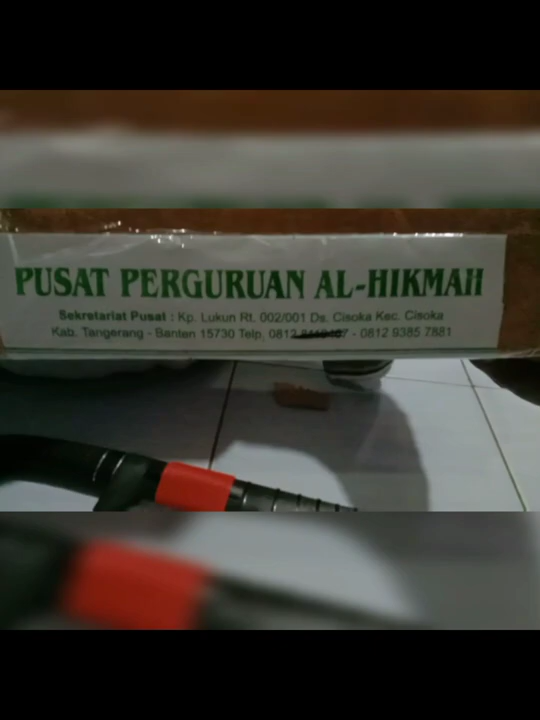 PUSAT PERGURUAN AL-HIKMAH
Sekretariat Pusat : Kp. Lukun Rt. 002/001 Ds. Cisoka Kec. Cisoka
Kab. Tangerang - Banten 15730 Telp. 0812 - 0812 9385 7881